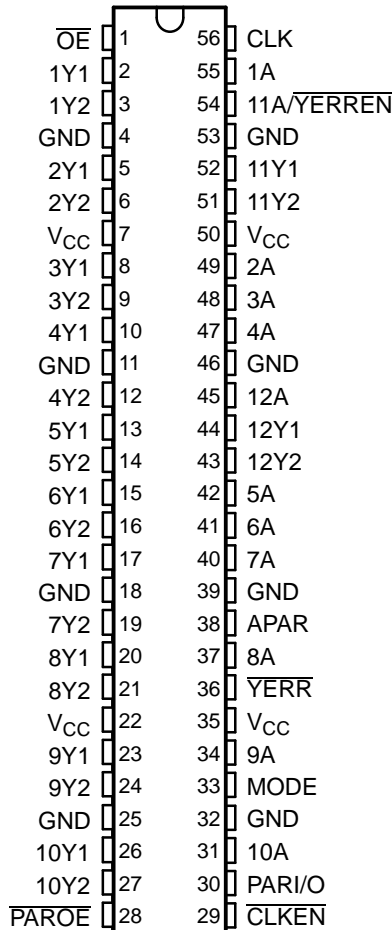 O̅E̅ 1 56 CLK
1Y1 2 55 1A
1Y2 3 54 11A/Y̅E̅R̅R̅E̅N̅
GND 4 53 GND
2Y1 5 52 11Y1
2Y2 6 51 11Y2
VCC 7 50 VCC
3Y1 8 49 2A
3Y2 9 48 3A
4Y1 10 47 4A
GND 11 46 GND
4Y2 12 45 12A
5Y1 13 44 12Y1
5Y2 14 43 12Y2
6Y1 15 42 5A
6Y2 16 41 6A
7Y1 17 40 7A
GND 18 39 GND
7Y2 19 38 APAR
8Y1 20 37 8A
8Y2 21 36 Y̅E̅R̅R̅
VCC 22 35 VCC
9Y1 23 34 9A
9Y2 24 33 MODE
GND 25 32 GND
10Y1 26 31 10A
10Y2 27 30 PARI/O
P̅A̅R̅O̅E̅ 28 29 C̅L̅K̅E̅N̅